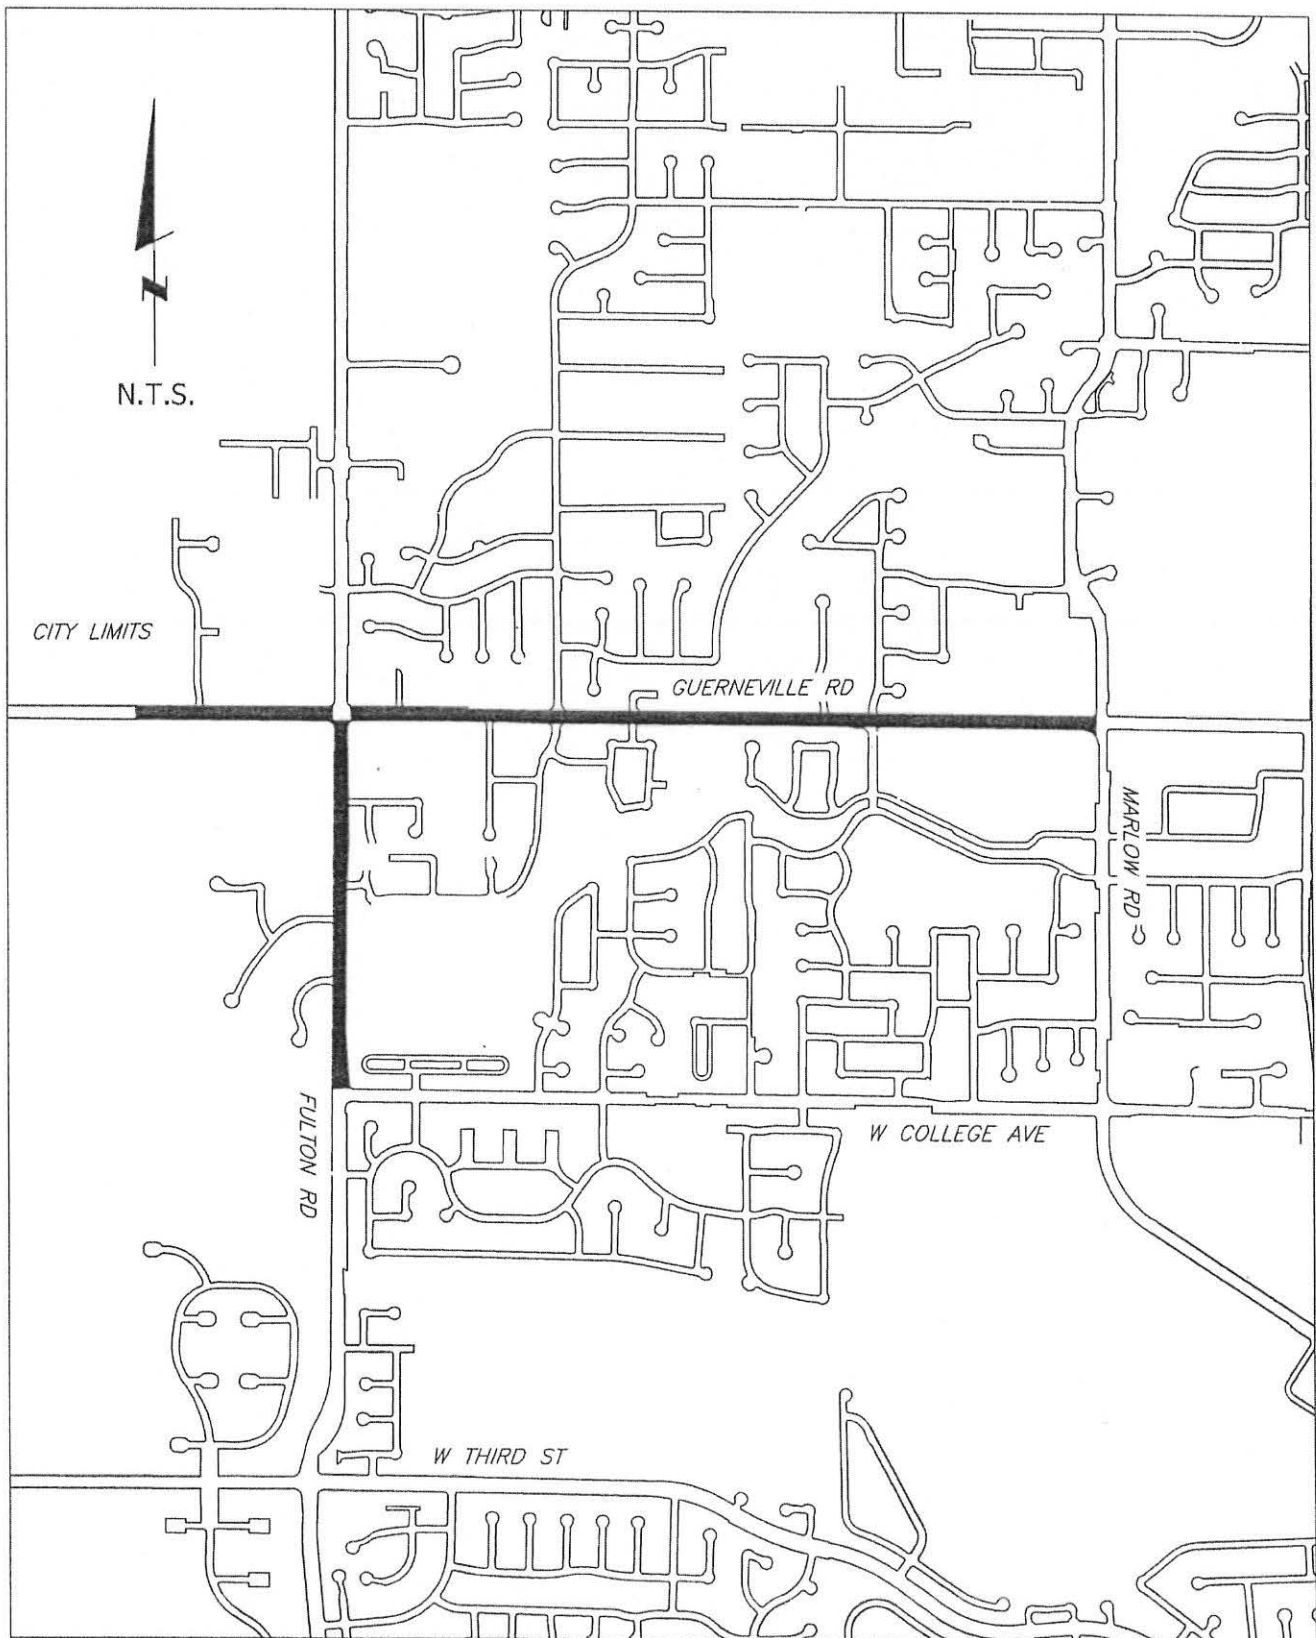 N
N.T.S.
CITY LIMITS
GUERNEVILLE RD
MARLOW RD
FULTON RD
W COLLEGE AVE
W THIRD ST